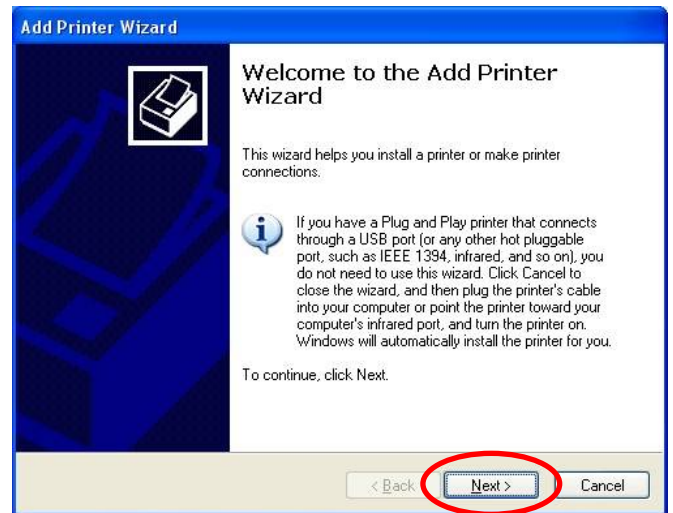 Add Printer Wizard
Welcome to the Add Printer
Wizard
This wizard helps you install a printer or make printer
connections.
If you have a Plug and Play printer that connects
through a USB port (or any other hot pluggable
port, such as IEEE 1394, infrared, and so on), you
do not need to use this wizard. Click Cancel to
close the wizard, and then plug the printer's cable
into your computer or point the printer toward your
computer's infrared port, and turn the printer on.
Windows will automatically install the printer for you.
To continue, click Next.
< Back Next > Cancel